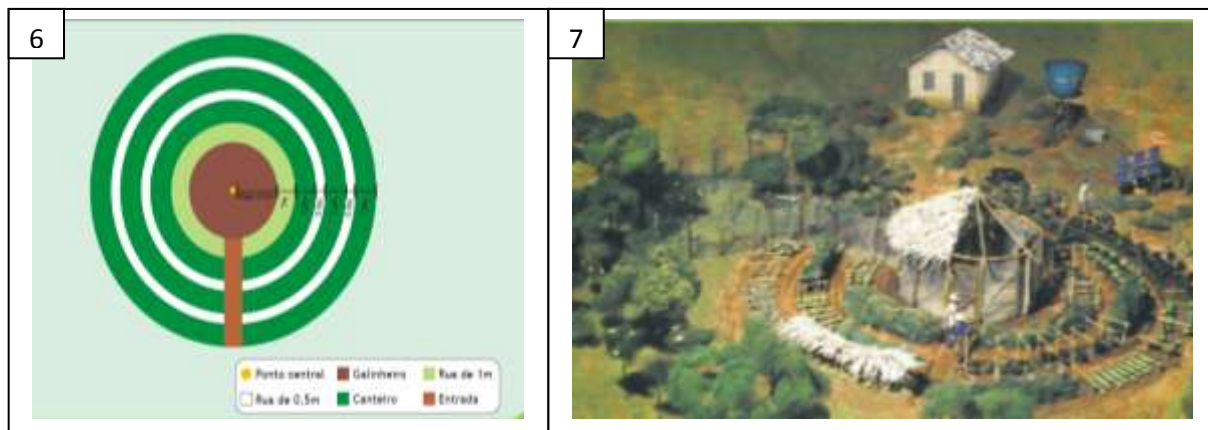 6
7
Ponto central
Galinheiro
Rua de 1m
Rua de 0,5m
Canteiro
Entrada